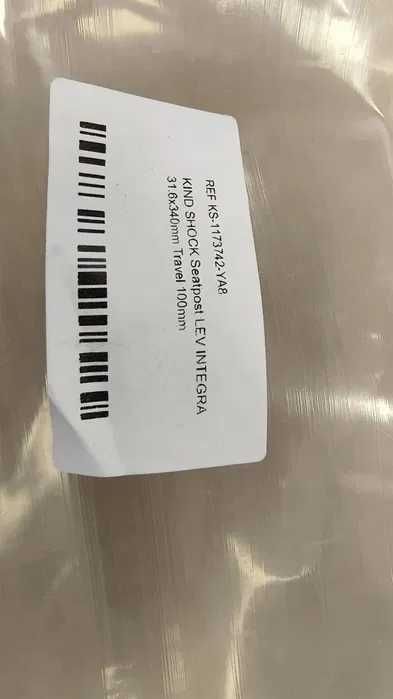 REF KS-1173742-YA8
KIND SHOCK Seatpost LEV INTEGRA
31.6x340mm Travel 100mm